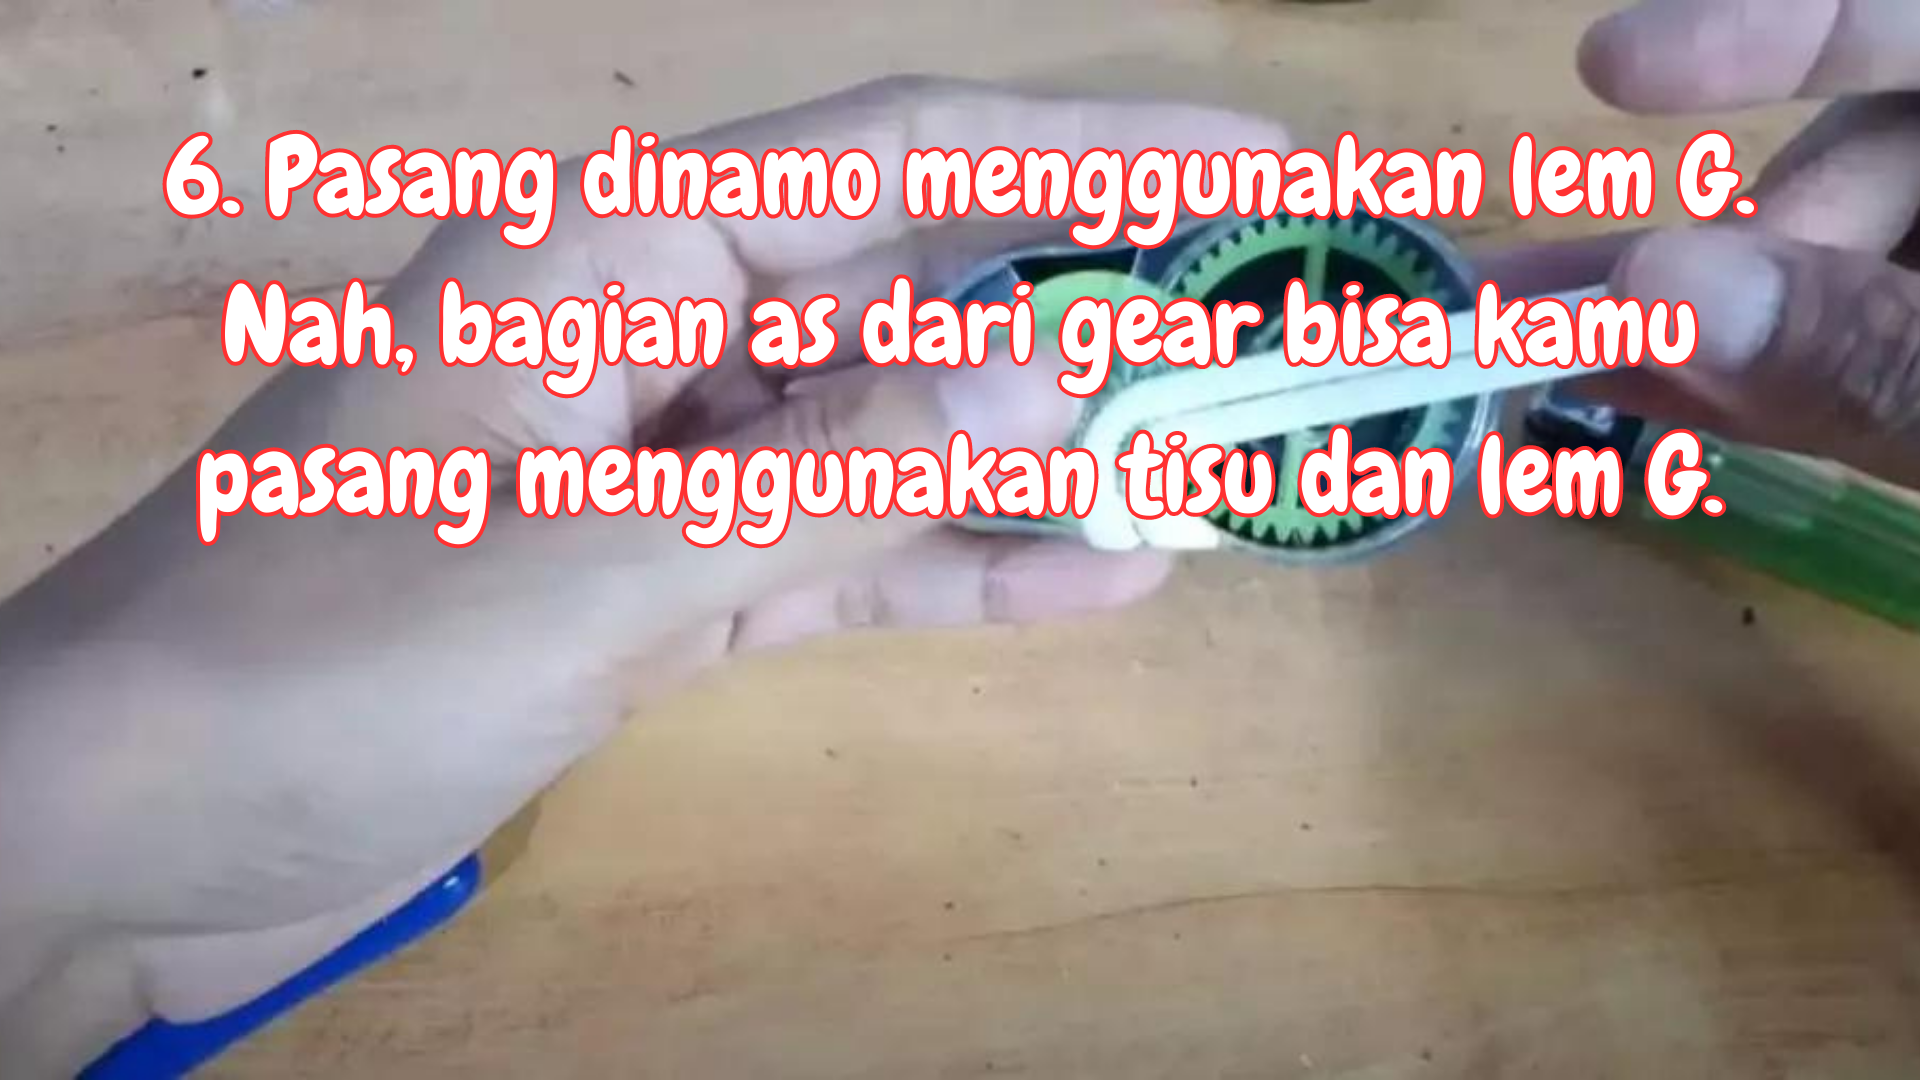 6. Pasang dinamo menggunakan lem G.
Nah, bagian as dari gear bisa kamu
pasang menggunakan tisu dan lem G.